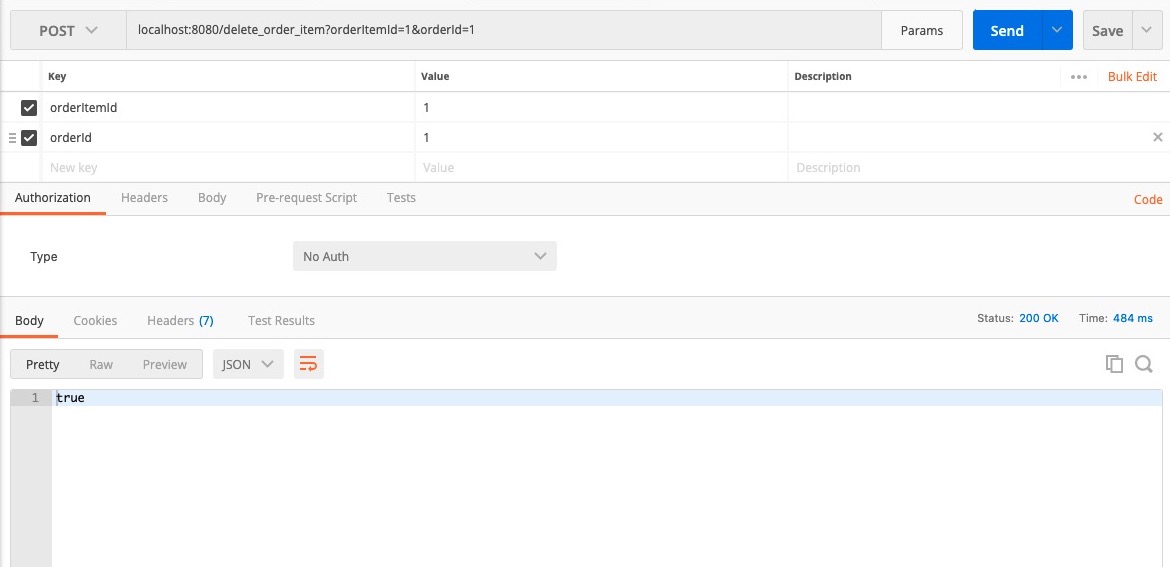 POST localhost:8080/delete_order_item?orderItemId=1&orderId=1 Params Send Save
Key Value Description Bulk Edit
orderItemId 1
orderId 1
New key Value Description
Authorization Headers Body Pre-request Script Tests Code
Type No Auth
Body Cookies Headers (7) Test Results Status: 200 OK Time: 484 ms
Pretty Raw Preview JSON
1 true